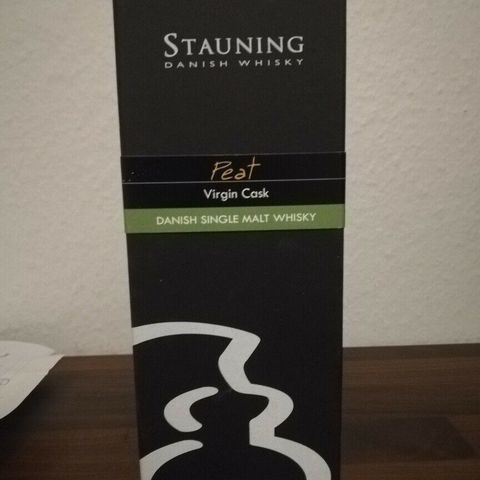 STAUNING
DANISH WHISKY
Peat
Virgin Cask
DANISH SINGLE MALT WHISKY